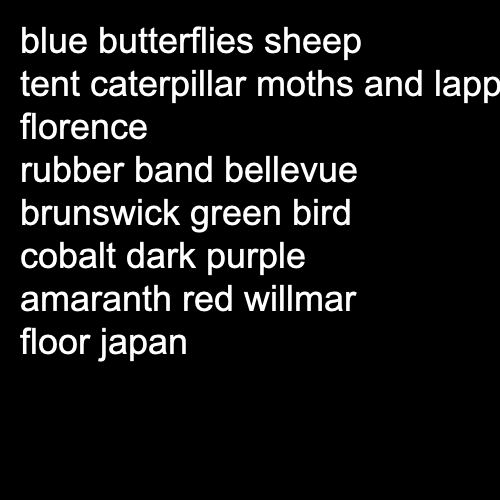 blue butterflies sheep
tent caterpillar moths and lapp
florence
rubber band bellevue
brunswick green bird
cobalt dark purple
amaranth red willmar
floor japan